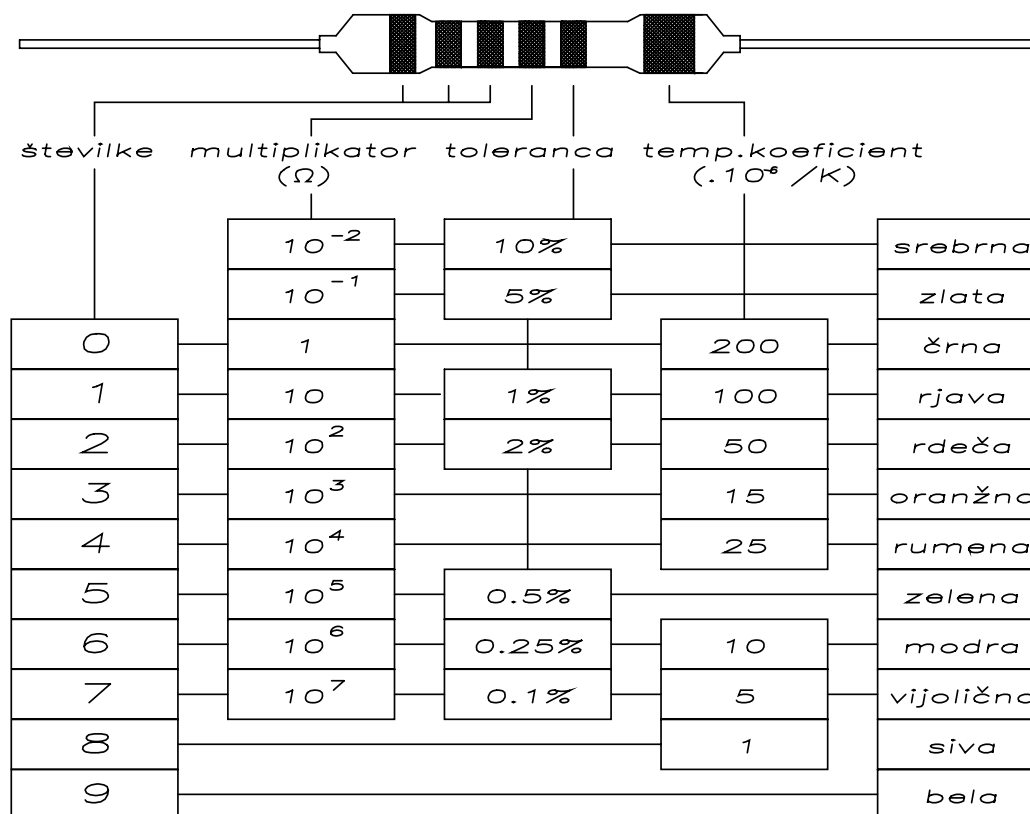 številke multiplikator toleranca temp.koeficient
(Ω) (.10⁻⁶ /K)
10⁻² 10% srebrna
10⁻¹ 5% zlata
0 1 200 črna
1 10 1% 100 rjava
2 10² 2% 50 rdeča
3 10³ 15 oranžna
4 10⁴ 25 rumena
5 10⁵ 0.5% zelena
6 10⁶ 0.25% 10 modra
7 10⁷ 0.1% 5 vijolična
8 1 siva
9 bela